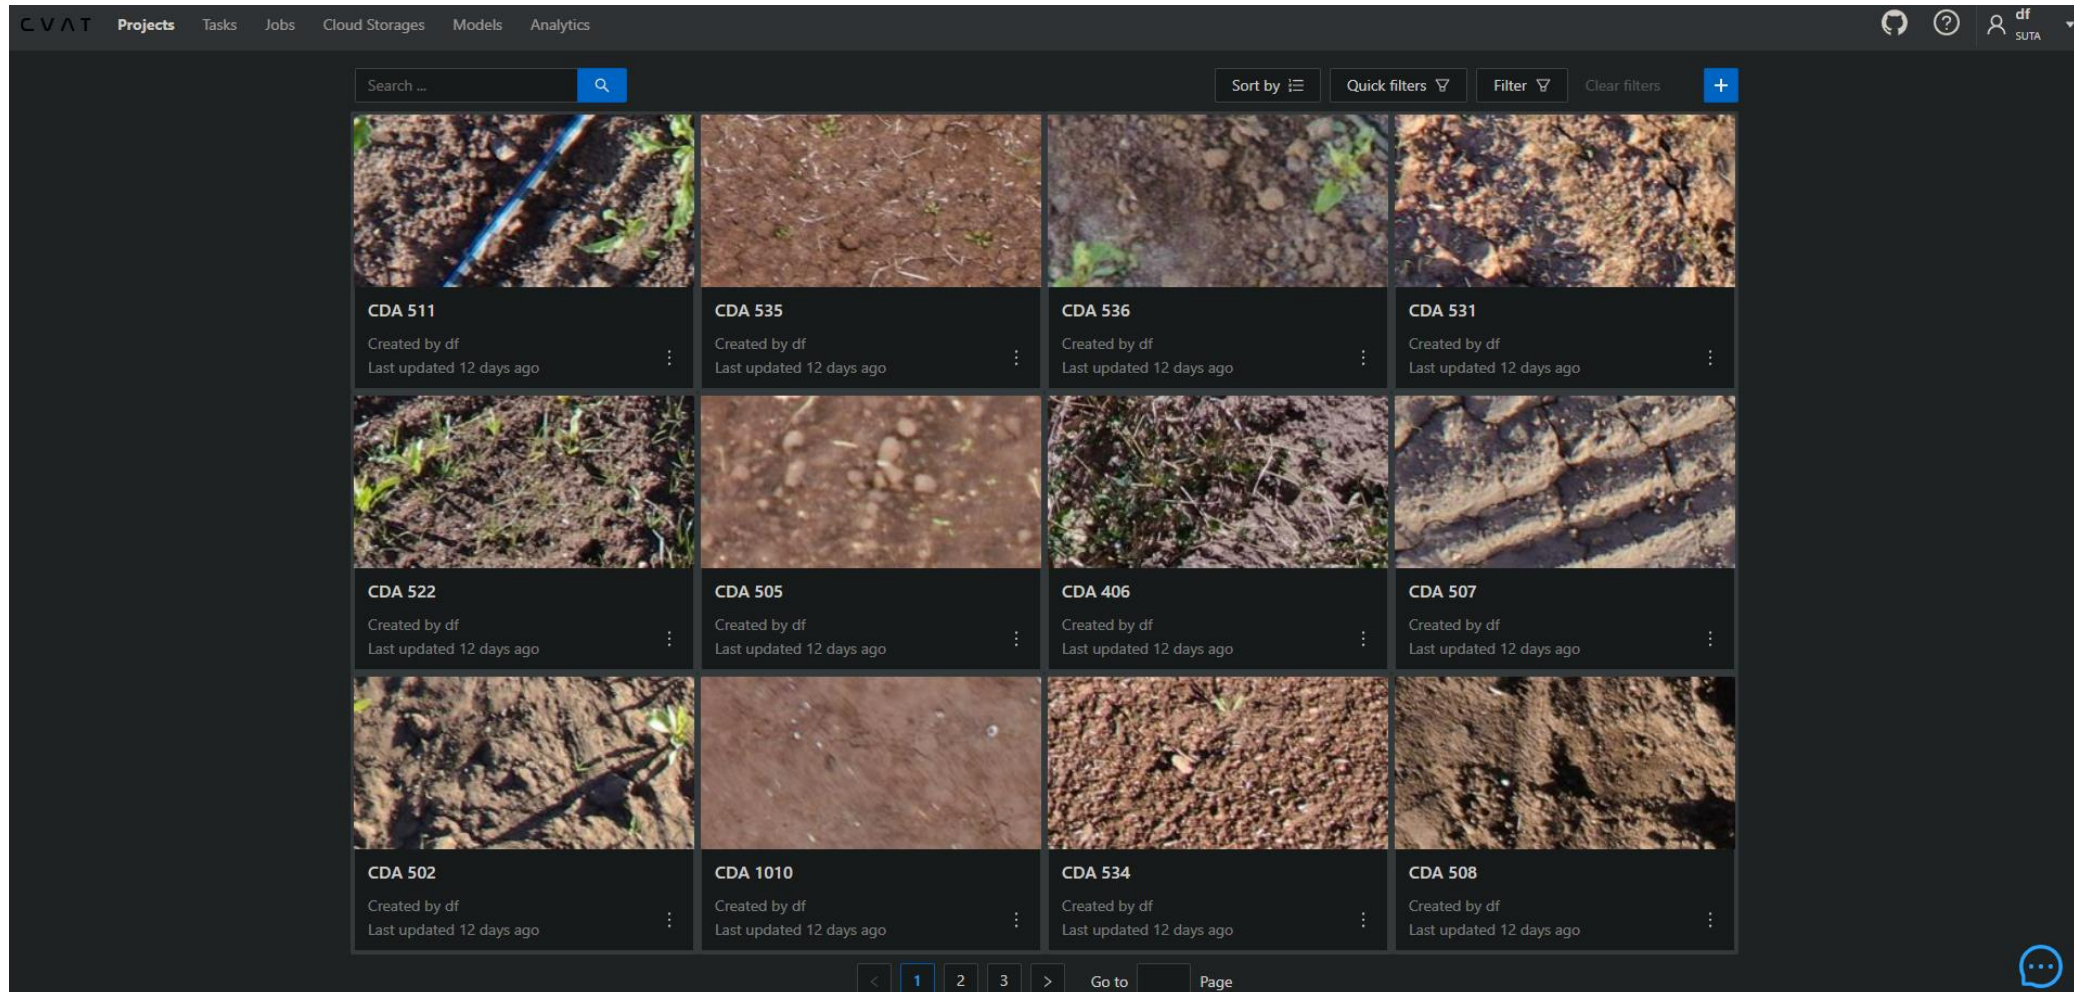 CVAT Projects Tasks Jobs Cloud Storages Models Analytics df
SUTA
Search ... Sort by Quick filters Filter Clear filters +
CDA 511
Created by df
Last updated 12 days ago
CDA 535
Created by df
Last updated 12 days ago
CDA 536
Created by df
Last updated 12 days ago
CDA 531
Created by df
Last updated 12 days ago
CDA 522
Created by df
Last updated 12 days ago
CDA 505
Created by df
Last updated 12 days ago
CDA 406
Created by df
Last updated 12 days ago
CDA 507
Created by df
Last updated 12 days ago
CDA 502
Created by df
Last updated 12 days ago
CDA 1010
Created by df
Last updated 12 days ago
CDA 534
Created by df
Last updated 12 days ago
CDA 508
Created by df
Last updated 12 days ago
< 1 2 3 > Go to Page